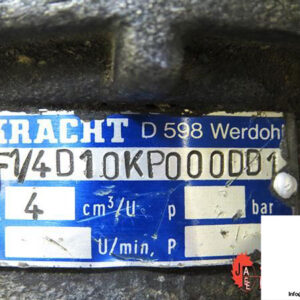 KRACHT D 598 Werdohl
F1/4D10KP000DD1
4 cm³/U p bar
U/min, P